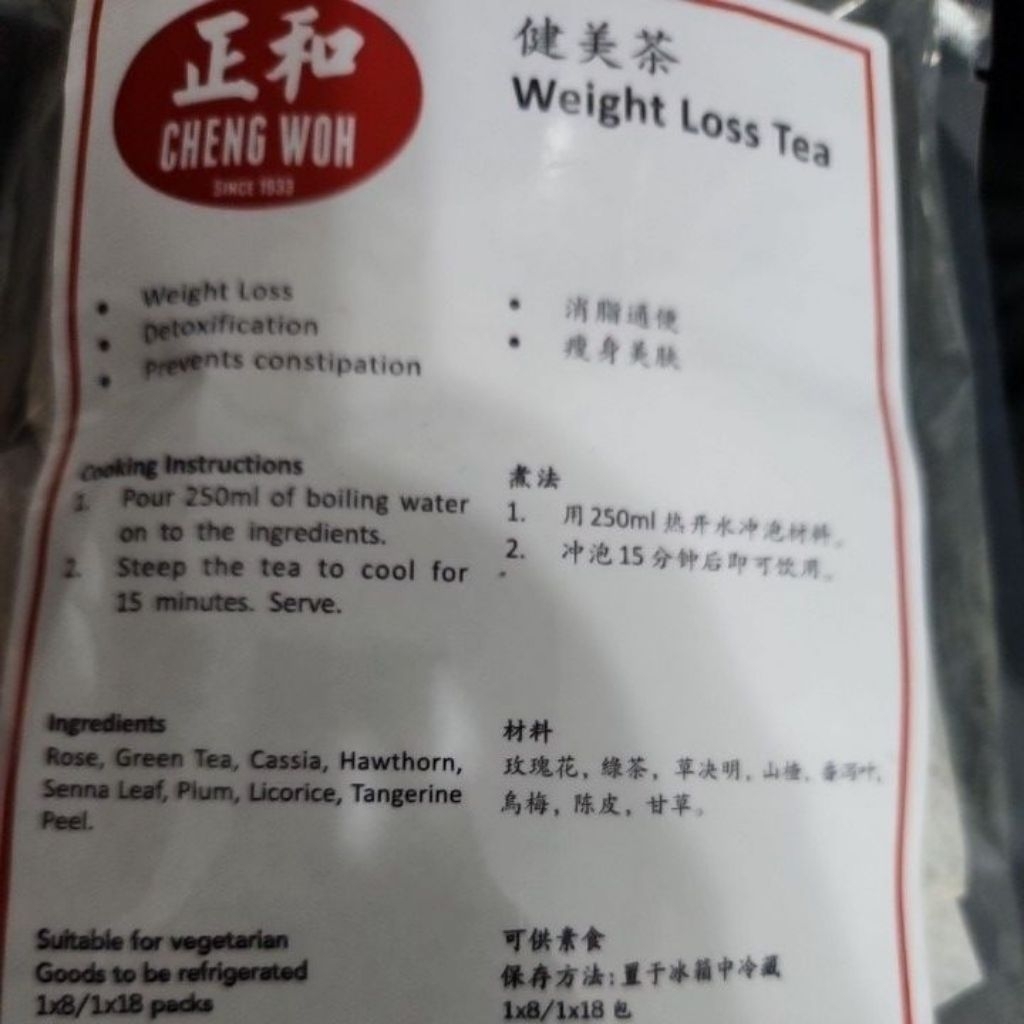 正和
CHENG WOH
SINCE 1933
健美茶
Weight Loss Tea
• Weight Loss
• Detoxification
• Prevents constipation
• 消脂通便
• 瘦身美肤
Cooking Instructions
1. Pour 250ml of boiling water
on to the ingredients.
2. Steep the tea to cool for
15 minutes. Serve.
煮法
1. 用250ml热开水冲泡材料。
2. 冲泡15分钟后即可饮用。
Ingredients
Rose, Green Tea, Cassia, Hawthorn,
Senna Leaf, Plum, Licorice, Tangerine
Peel.
材料
玫瑰花，绿茶，草决明，山楂，番泻叶，
乌梅，陈皮，甘草。
Suitable for vegetarian
Goods to be refrigerated
1x8/1x18 packs
可供素食
保存方法：置于冰箱中冷藏
1x8/1x18 包